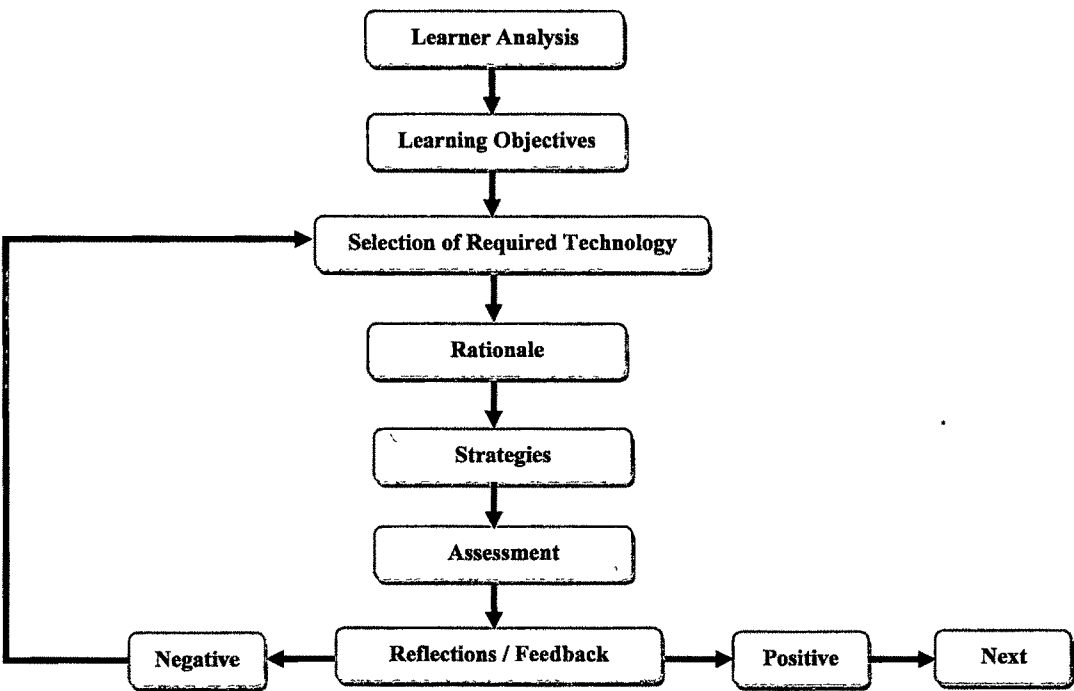 Learner Analysis
Learning Objectives
Selection of Required Technology
Rationale
Strategies
Assessment
Negative
Reflections / Feedback
Positive
Next